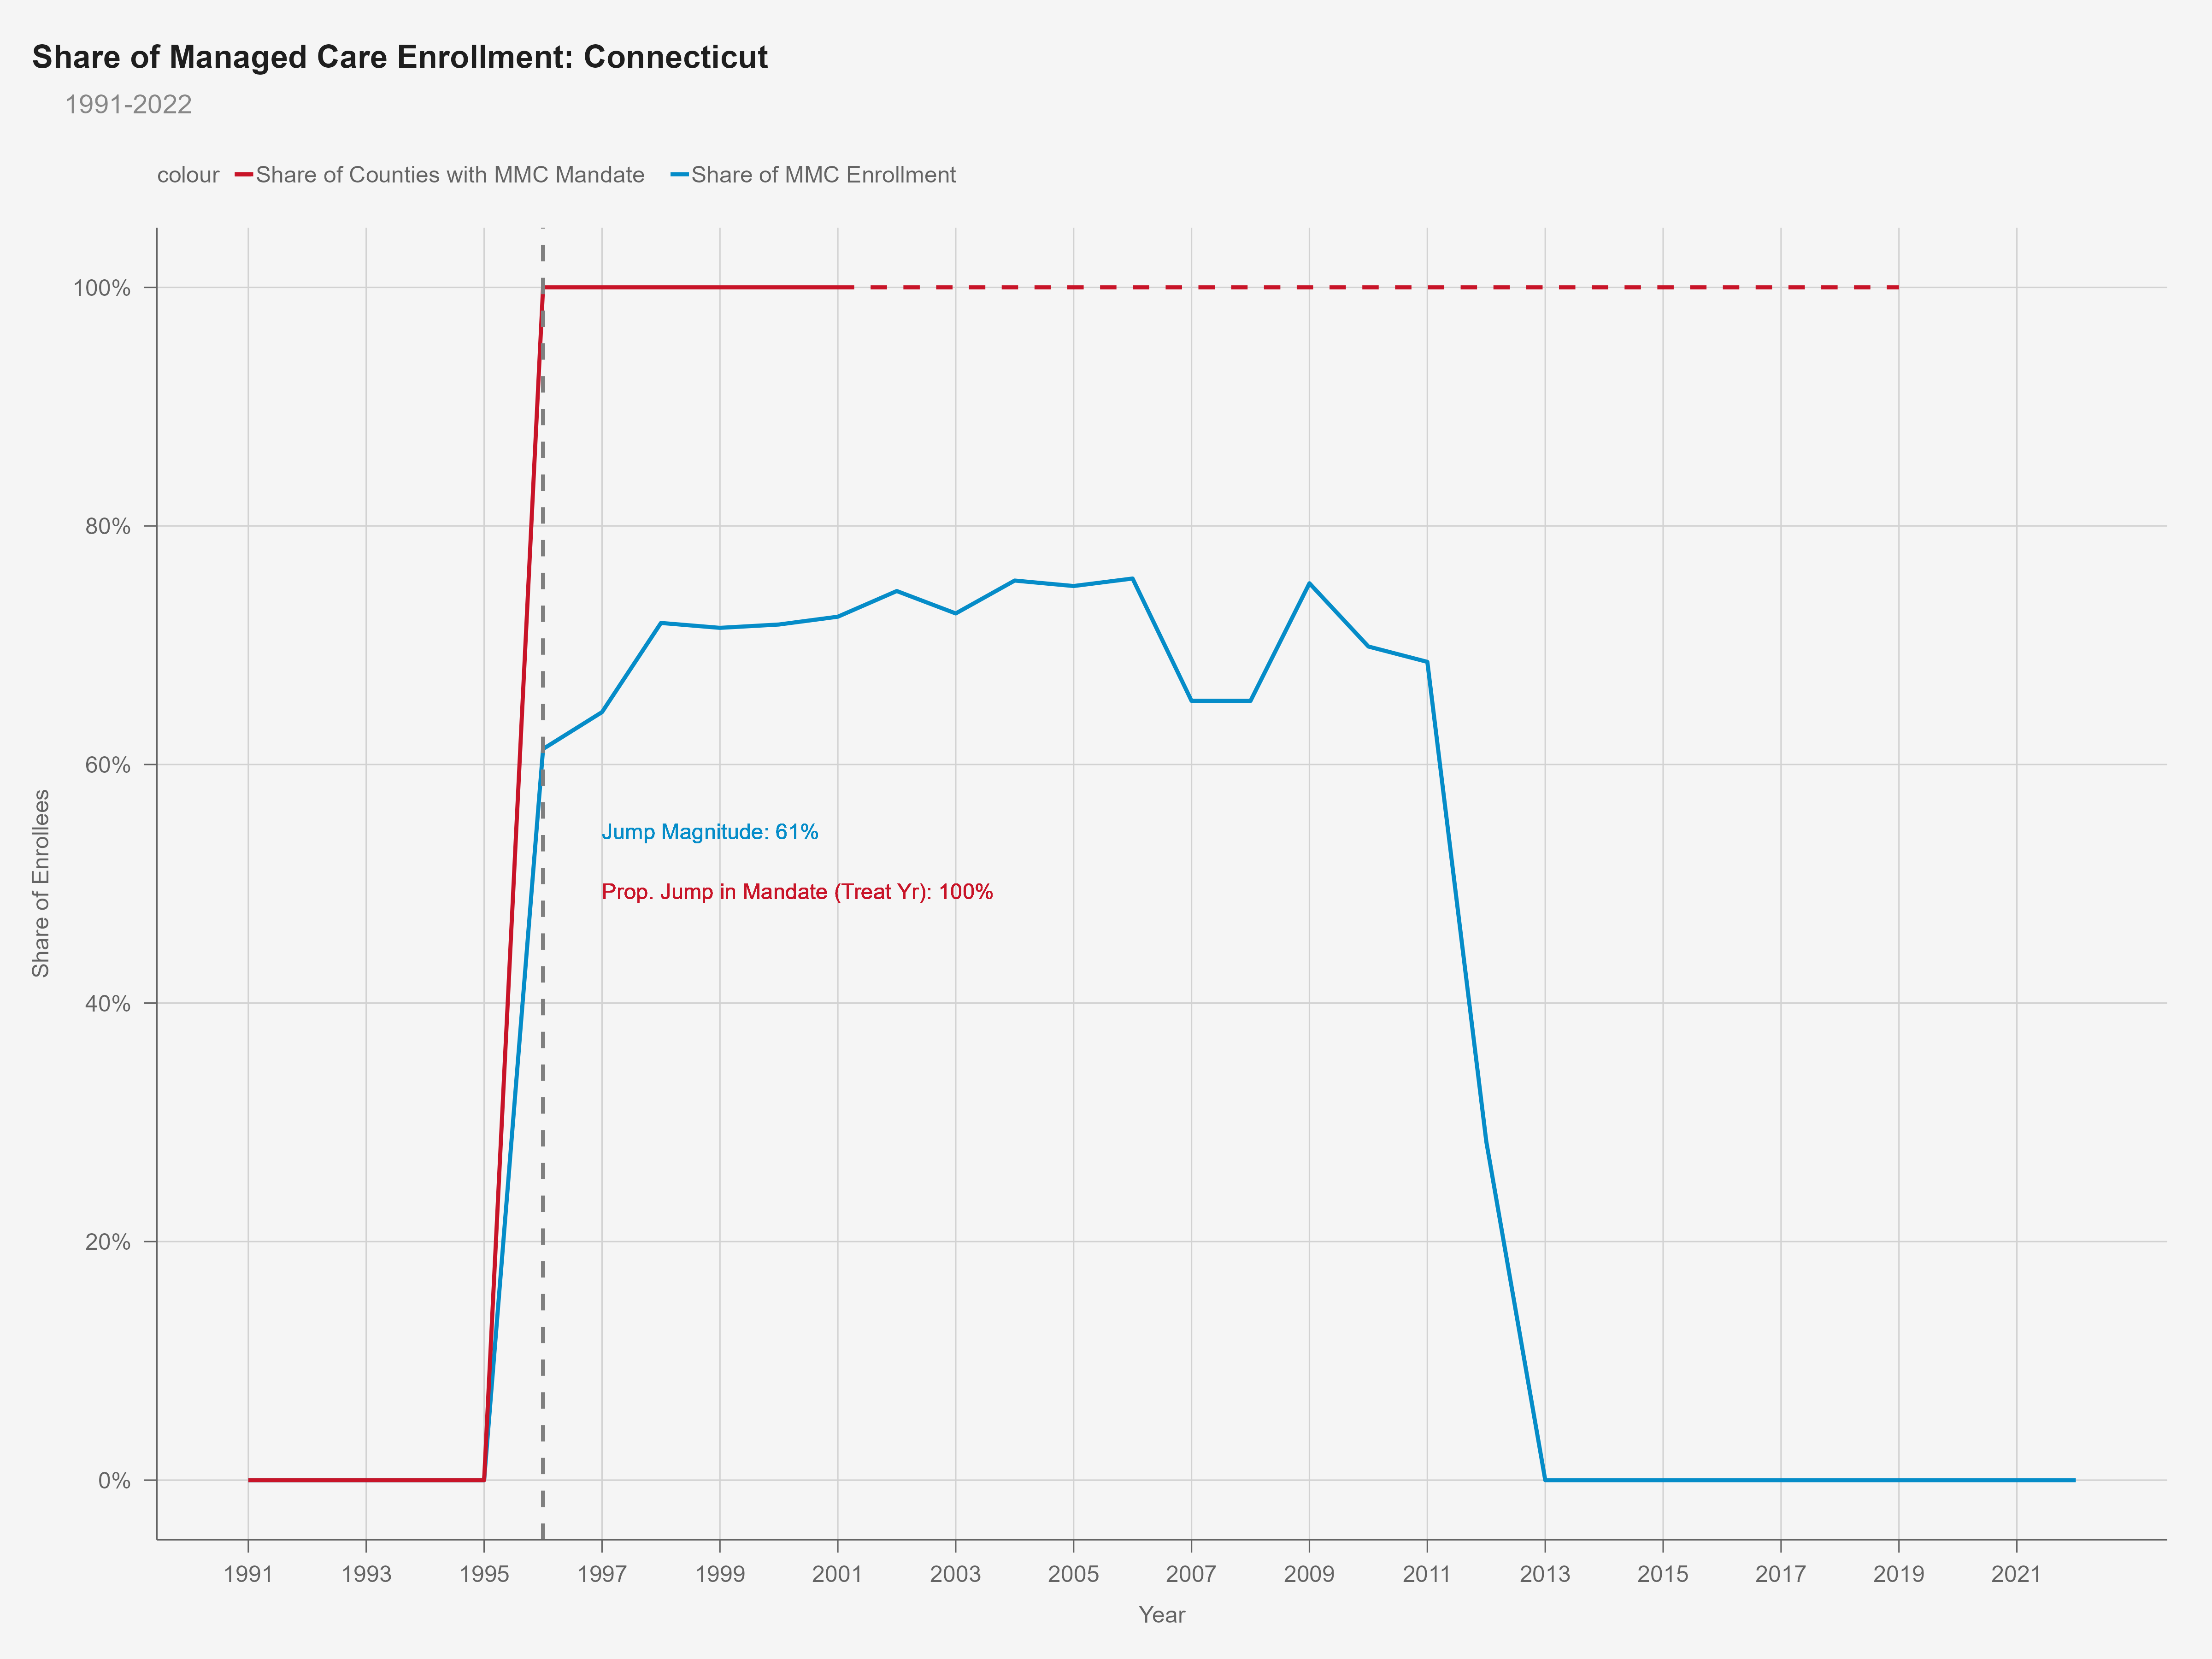 Share of Managed Care Enrollment: Connecticut
1991-2022
colour Share of Counties with MMC Mandate Share of MMC Enrollment
100%
80%
60%
40%
20%
0%
Share of Enrollees
Jump Magnitude: 61%
Prop. Jump in Mandate (Treat Yr): 100%
1991 1993 1995 1997 1999 2001 2003 2005 2007 2009 2011 2013 2015 2017 2019 2021
Year